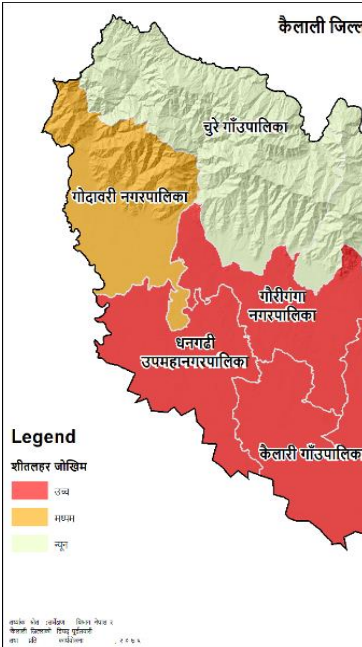 कैलाली जिल्ल
चुरे गाँउपालिका
गोदावरी नगरपालिका
गौरीगंगा
नगरपालिका
धनगढी
उपमहानगरपालिका
कैलारी गाँउपालिक
Legend
शीतलहर जोखिम
उच्च
मध्यम
न्यून